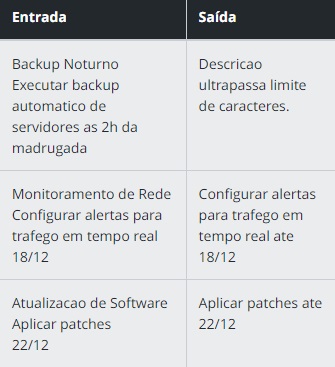 Entrada
Saída
Backup Noturno
Executar backup
automatico de
servidores as 2h da
madrugada
Descricao
ultrapassa limite
de caracteres.
Monitoramento de Rede
Configurar alertas para
trafego em tempo real
18/12
Configurar alertas
para trafego em
tempo real ate
18/12
Atualizacao de Software
Aplicar patches
22/12
Aplicar patches ate
22/12